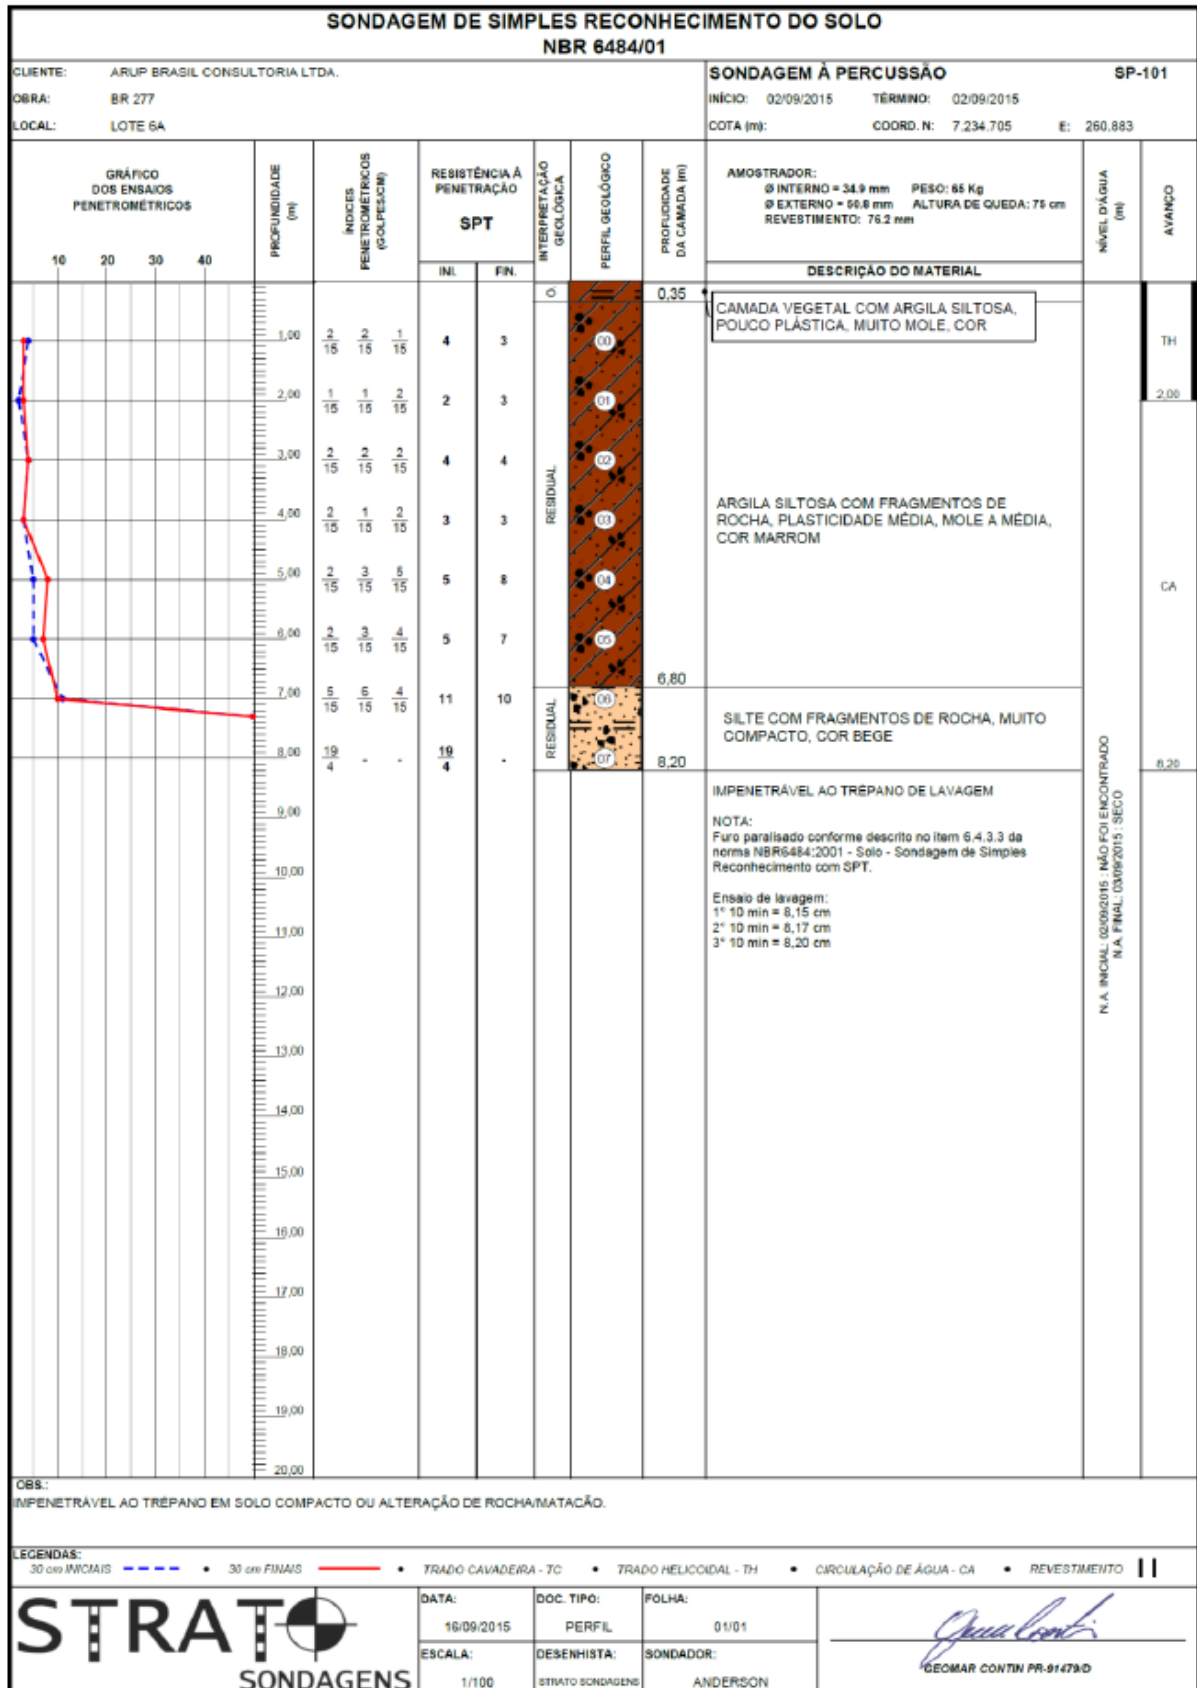 SONDAGEM DE SIMPLES RECONHECIMENTO DO SOLO
NBR 6484/01
CLIENTE: ARUP BRASIL CONSULTORIA LTDA.
OBRA: BR 277
LOCAL: LOTE 6A
SONDAGEM À PERCUSSÃO SP-101
INÍCIO: 02/09/2015 TÉRMINO: 02/09/2015
COTA (m): COORD. N: 7.234.705 E: 260.883
GRÁFICO
DOS ENSAIOS
PENETROMÉTRICOS
10 20 30 40
PROFUNDIDADE
(m)
ÍNDICES
PENETROMÉTRICOS
(GOLPES/CM)
RESISTÊNCIA À
PENETRAÇÃO
SPT
INI. FIN.
INTERPRETAÇÃO
GEOLÓGICA
PERFIL GEOLÓGICO
PROFUDIDADE
DA CAMADA (m)
AMOSTRADOR:
Ø INTERNO = 34.9 mm PESO: 65 Kg
Ø EXTERNO = 50.8 mm ALTURA DE QUEDA: 75 cm
REVESTIMENTO: 76.2 mm
DESCRIÇÃO DO MATERIAL
NÍVEL D'ÁGUA
(m)
AVANÇO
O. 0,35
CAMADA VEGETAL COM ARGILA SILTOSA,
POUCO PLÁSTICA, MUITO MOLE, COR
1,00 2/15 2/15 1/15 4 3 00 TH
2,00 1/15 1/15 2/15 2 3 01 2,00
3,00 2/15 2/15 2/15 4 4 02
RESIDUAL
4,00 2/15 1/15 2/15 3 3 03
ARGILA SILTOSA COM FRAGMENTOS DE
ROCHA, PLASTICIDADE MÉDIA, MOLE A MÉDIA,
COR MARROM
5,00 2/15 3/15 5/15 5 8 04 CA
6,00 2/15 3/15 4/15 5 7 05
6,80
7,00 5/15 6/15 4/15 11 10 06
RESIDUAL
SILTE COM FRAGMENTOS DE ROCHA, MUITO
COMPACTO, COR BEGE
8,00 19/4 - - 19/4 - 07 8,20 8,20
IMPENETRÁVEL AO TRÉPANO DE LAVAGEM
NOTA:
Furo paralisado conforme descrito no item 6.4.3.3 da
norma NBR6484:2001 - Solo - Sondagem de Simples
Reconhecimento com SPT.
Ensaio de lavagem:
1° 10 min = 8,15 cm
2° 10 min = 8,17 cm
3° 10 min = 8,20 cm
N.A. INICIAL: 02/09/2015 : NÃO FOI ENCONTRADO
N.A. FINAL: 03/09/2015 : SECO
9,00
10,00
11,00
12,00
13,00
14,00
15,00
16,00
17,00
18,00
19,00
20,00
OBS.:
IMPENETRÁVEL AO TRÉPANO EM SOLO COMPACTO OU ALTERAÇÃO DE ROCHA/MATACÃO.
LEGENDAS:
30 cm INICIAIS • 30 cm FINAIS • TRADO CAVADEIRA - TC • TRADO HELICOIDAL - TH • CIRCULAÇÃO DE ÁGUA - CA • REVESTIMENTO
STRATO
SONDAGENS
DATA: DOC. TIPO: FOLHA:
16/09/2015 PERFIL 01/01
ESCALA: DESENHISTA: SONDADOR:
1/100 STRATO SONDAGENS ANDERSON
GEOMAR CONTIN PR-91479/D